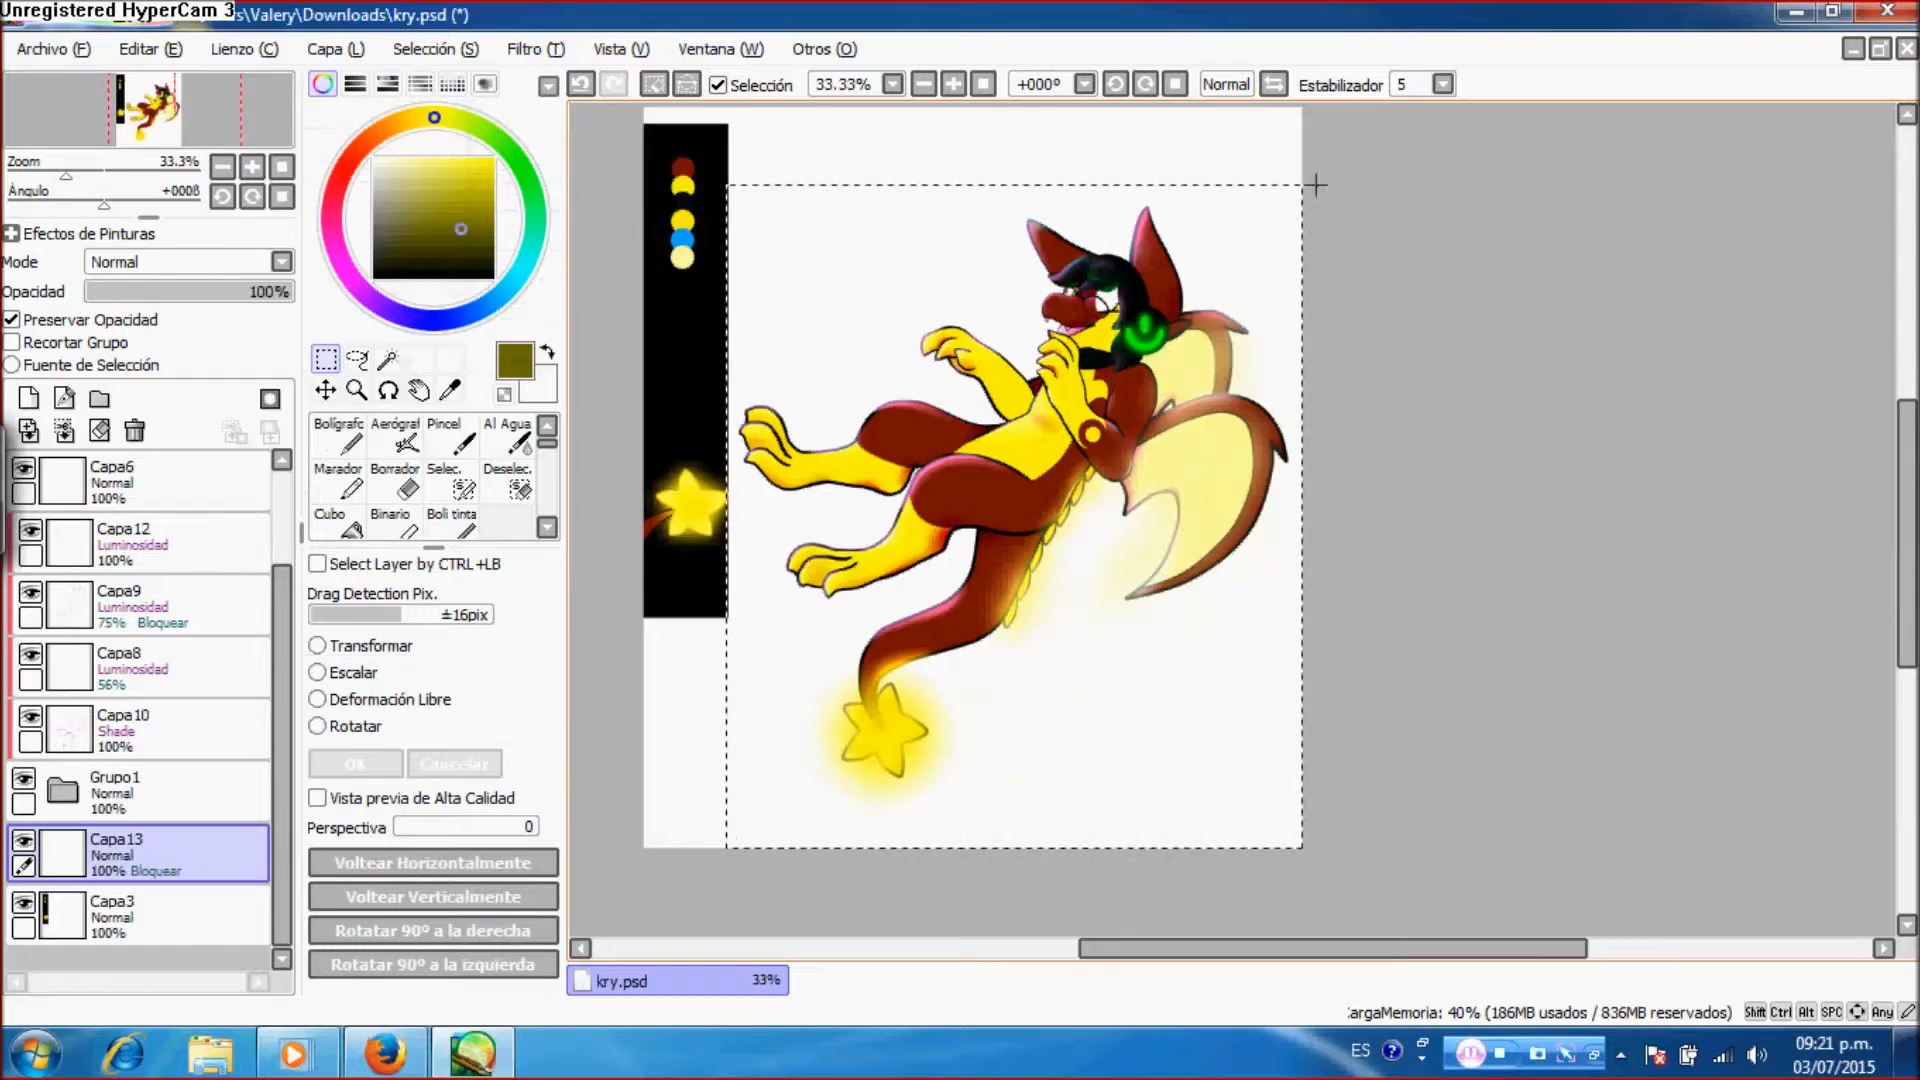 Unregistered HyperCam 3
s\Valery\Downloads\kry.psd (*)
Archivo (F) Editar (E) Lienzo (C) Capa (L) Selección (S) Filtro (T) Vista (V) Ventana (W) Otros (O)
Selección 33.33% +000º Normal Estabilizador 5
Zoom 33.3%
Ángulo +000ß
Efectos de Pinturas
Mode Normal
Opacidad 100%
Preservar Opacidad
Recortar Grupo
Fuente de Selección
Capa6
Normal
100%
Capa12
Luminosidad
100%
Capa9
Luminosidad
75% Bloquear
Capa8
Luminosidad
56%
Capa10
Shade
100%
Grupo1
Normal
100%
Capa13
Normal
100% Bloquear
Capa3
Normal
100%
Bolígrafc Aerógraf Pincel Al Agua
Marador Borrador Selec. Deselec.
Cubo Binario Boli tinta
Select Layer by CTRL+LB
Drag Detection Pix.
±16pix
Transformar
Escalar
Deformación Libre
Rotatar
OK Cancelar
Vista previa de Alta Calidad
Perspectiva 0
Voltear Horizontalmente
Voltear Verticalmente
Rotatar 90º a la derecha
Rotatar 90º a la izquierda
kry.psd 33%
:argaMemoria: 40% (186MB usados / 836MB reservados) Shift Ctrl Alt SPC Any
ES
09:21 p.m.
03/07/2015